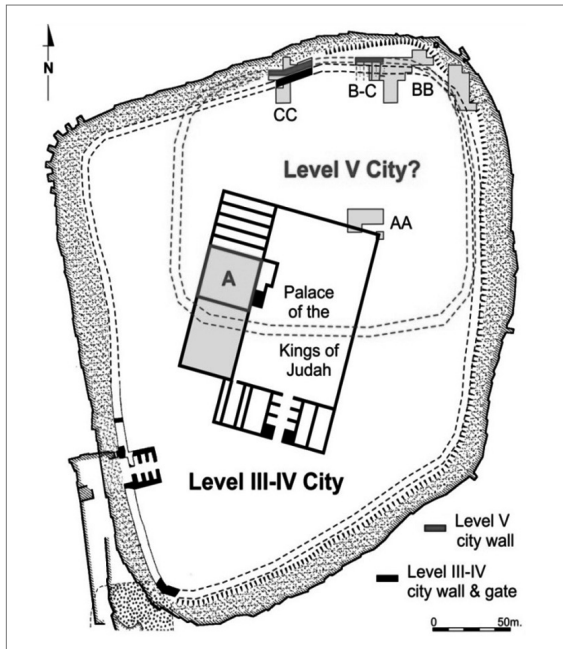 N
CC
B-C
BB
Level V City?
AA
A
Palace
of the
Kings of
Judah
Level III-IV City
Level V
city wall
Level III-IV
city wall & gate
0 50m.